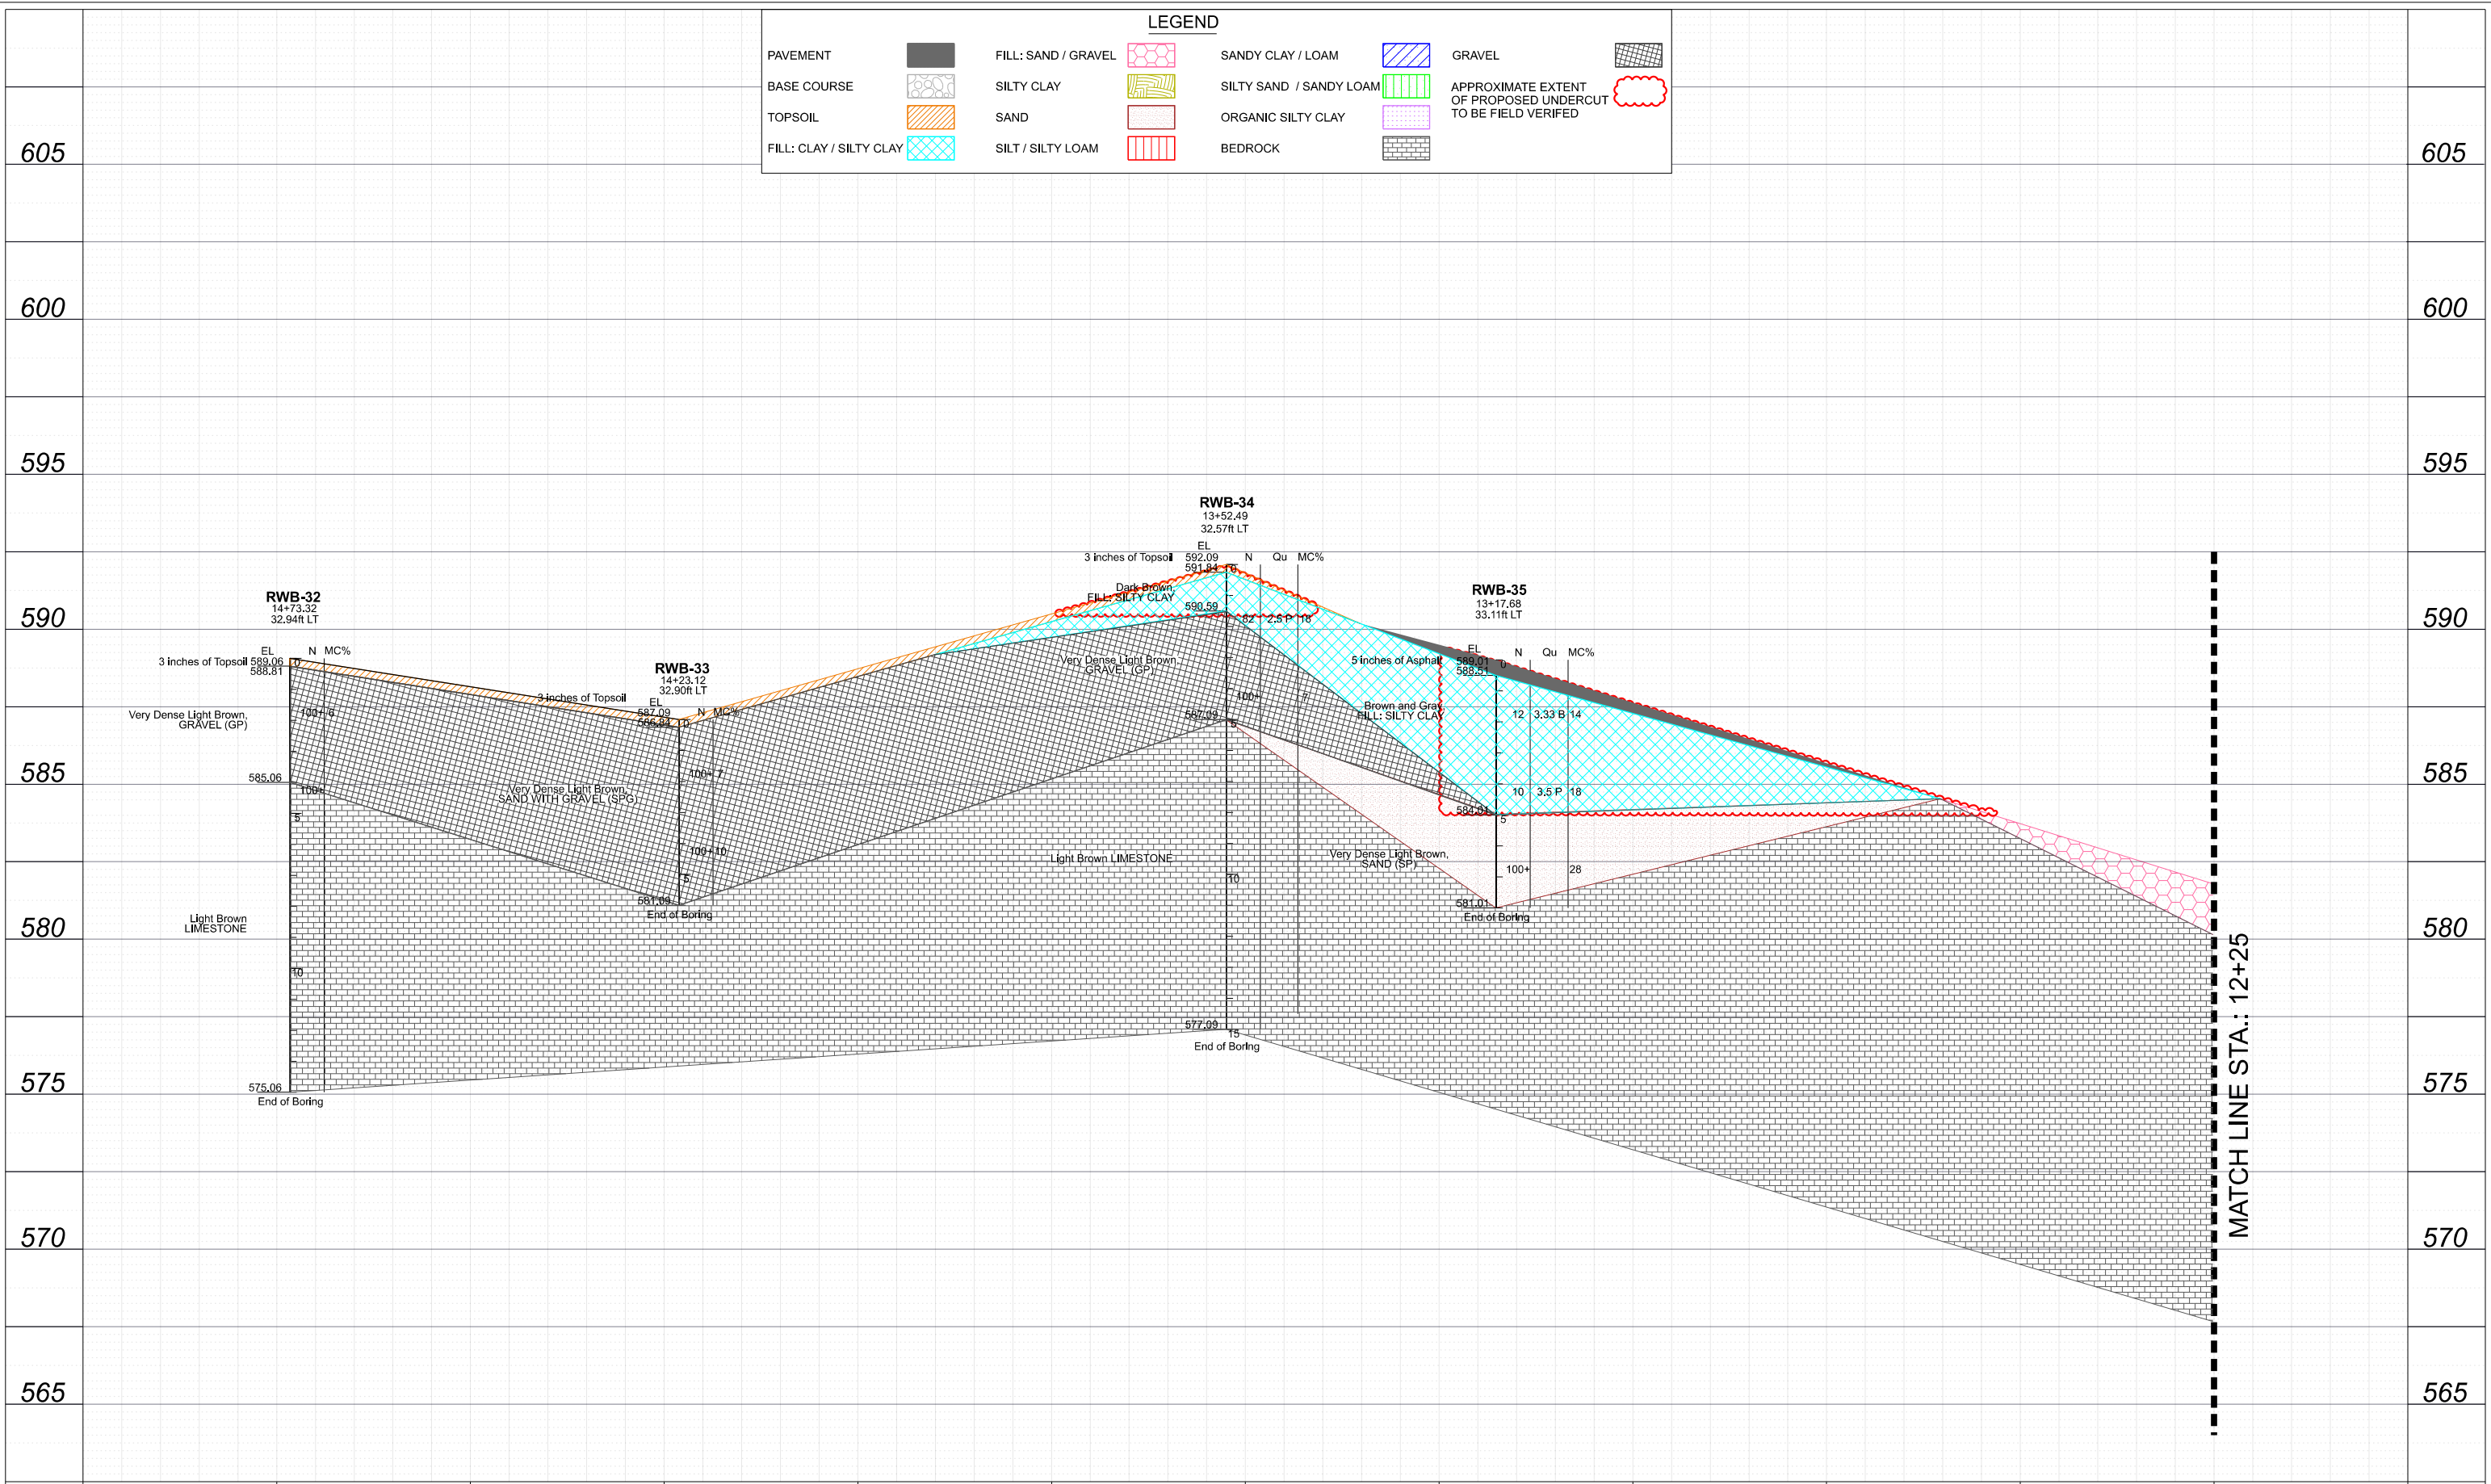 LEGEND
PAVEMENT
FILL: SAND / GRAVEL
SANDY CLAY / LOAM
GRAVEL
BASE COURSE
SILTY CLAY
SILTY SAND / SANDY LOAM
APPROXIMATE EXTENT
OF PROPOSED UNDERCUT
TO BE FIELD VERIFED
TOPSOIL
SAND
ORGANIC SILTY CLAY
FILL: CLAY / SILTY CLAY
SILT / SILTY LOAM
BEDROCK
605
600
595
590
585
580
575
570
565
RWB-32
14+73.32
32.94ft LT
EL N MC%
3 inches of Topsoil 589.06 0
588.81
100+ 6
Very Dense Light Brown,
GRAVEL (GP)
585.06
100+
5
Light Brown
LIMESTONE
10
575.06
End of Boring
RWB-33
14+23.12
32.90ft LT
3 inches of Topsoil
EL
587.09 N MC%
586.84 0
100+ 7
Very Dense Light Brown,
SAND WITH GRAVEL (SPG)
100+ 10
5
581.09
End of Boring
RWB-34
13+52.49
32.57ft LT
EL
3 inches of Topsoil 592.09 N Qu MC%
591.84 0
Dark Brown,
FILL: SILTY CLAY
590.59
82 2.5 P 18
Very Dense Light Brown,
GRAVEL (GP)
100+ 7
587.09
5
Light Brown LIMESTONE
10
577.09
15
End of Boring
RWB-35
13+17.68
33.11ft LT
EL N Qu MC%
5 inches of Asphalt 589.01 0
588.51
Brown and Gray,
FILL: SILTY CLAY
12 3.33 B 14
10 3.5 P 18
584.01
5
Very Dense Light Brown,
SAND (SP)
100+ 28
581.01
End of Boring
MATCH LINE STA.: 12+25
605
600
595
590
585
580
575
570
565